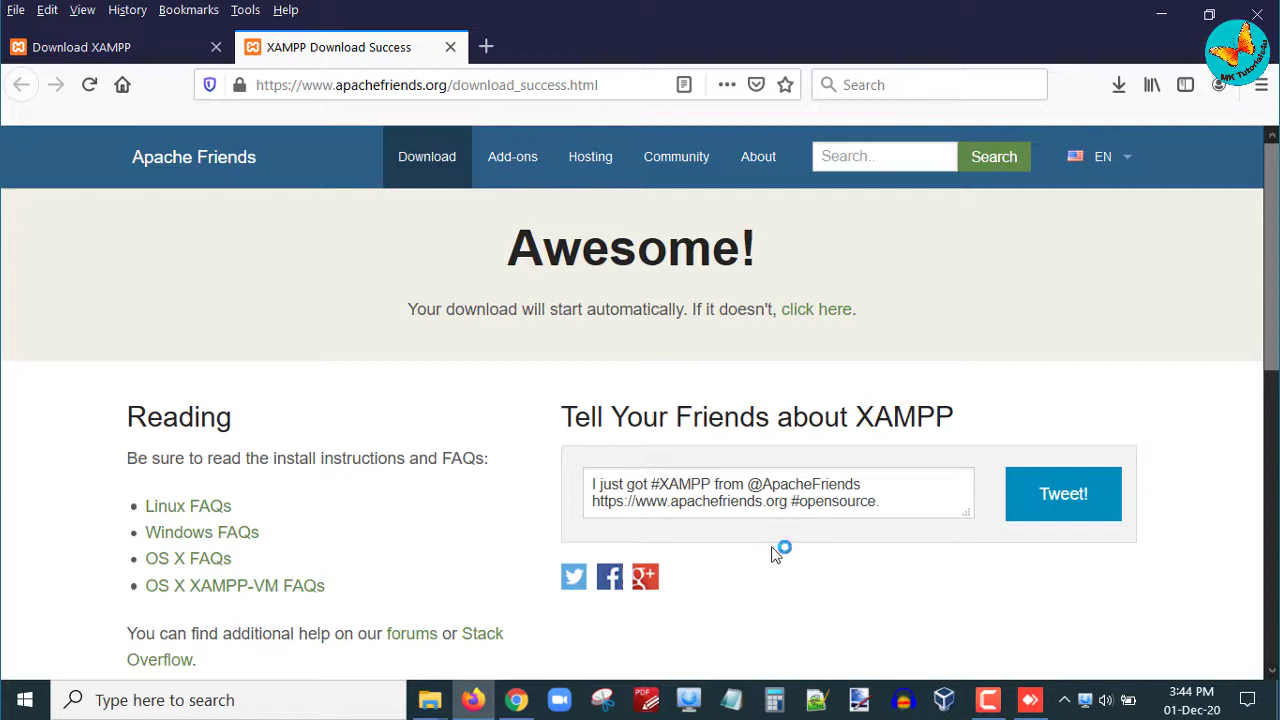 File Edit View History Bookmarks Tools Help
Download XAMPP
XAMPP Download Success
https://www.apachefriends.org/download_success.html
Search
MK Tutorials4u
Apache Friends
Download
Add-ons
Hosting
Community
About
Search..
Search
EN
Awesome!
Your download will start automatically. If it doesn't, click here.
Reading
Be sure to read the install instructions and FAQs:
Linux FAQs
Windows FAQs
OS X FAQs
OS X XAMPP-VM FAQs
You can find additional help on our forums or Stack
Overflow.
Tell Your Friends about XAMPP
I just got #XAMPP from @ApacheFriends
https://www.apachefriends.org #opensource.
Tweet!
Type here to search
PDF
3:44 PM
01-Dec-20